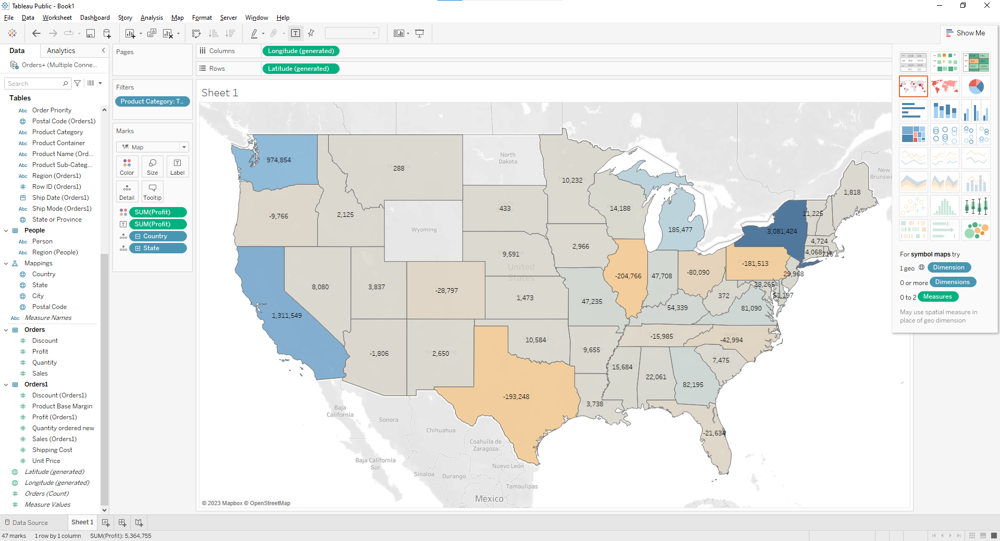 Tableau Public - Book1
File Data Worksheet Dashboard Story Analysis Map Format Server Window Help
Show Me
Data Analytics
Orders+ (Multiple Conne...
Search
Tables
Abc Order Priority
Postal Code (Orders1)
Abc Product Category
Abc Product Container
Abc Product Name (Ord...
Abc Product Sub-Categ...
Abc Region (Orders1)
# Row ID (Orders1)
Ship Date (Orders1)
Abc Ship Mode (Orders1)
State or Province
People
Abc Person
Abc Region (People)
Mappings
Country
State
City
Postal Code
Abc Measure Names
Orders
# Discount
# Profit
# Quantity
# Sales
Orders1
# Discount (Orders1)
# Product Base Margin
# Profit (Orders1)
# Quantity ordered new
# Sales (Orders1)
# Shipping Cost
# Unit Price
Latitude (generated)
Longitude (generated)
# Orders (Count)
# Measure Values
Pages
Filters
Product Category: T..
Marks
Map
Color Size Label
Detail Tooltip
SUM(Profit)
SUM(Profit)
Country
State
Columns Longitude (generated)
Rows Latitude (generated)
Sheet 1
974,854
288
North
Dakota
10,232
New
Brunswi
1,818
-9,766
2,125
433
14,188
11,225
Wyoming
185,477
3,081,424
4,724
2,966
4,068
716
9,591
United
States
-181,513
8,080
3,837
-28,797
-204,766
47,708
-80,090
29,968
28,265
1,473
47,235
372
51,197
1,311,549
54,339
81,090
-15,985
-42,994
10,584
-1,806
2,650
9,655
7,475
15,684
22,061
82,195
-193,248
3,738
-21,634
Baja
California
Sonora
Chihuahua
Coahuila de
Zaragoza
Baja California
Sur
Nuevo León
Sinaloa
Durango
Tamaulipas
Mexico
© 2023 Mapbox © OpenStreetMap
For symbol maps try
1 geo Dimension
0 or more Dimensions
0 to 2 Measures
May use spatial measure in
place of geo dimension
Data Source Sheet 1
47 marks 1 row by 1 column SUM(Profit): 5,364,755